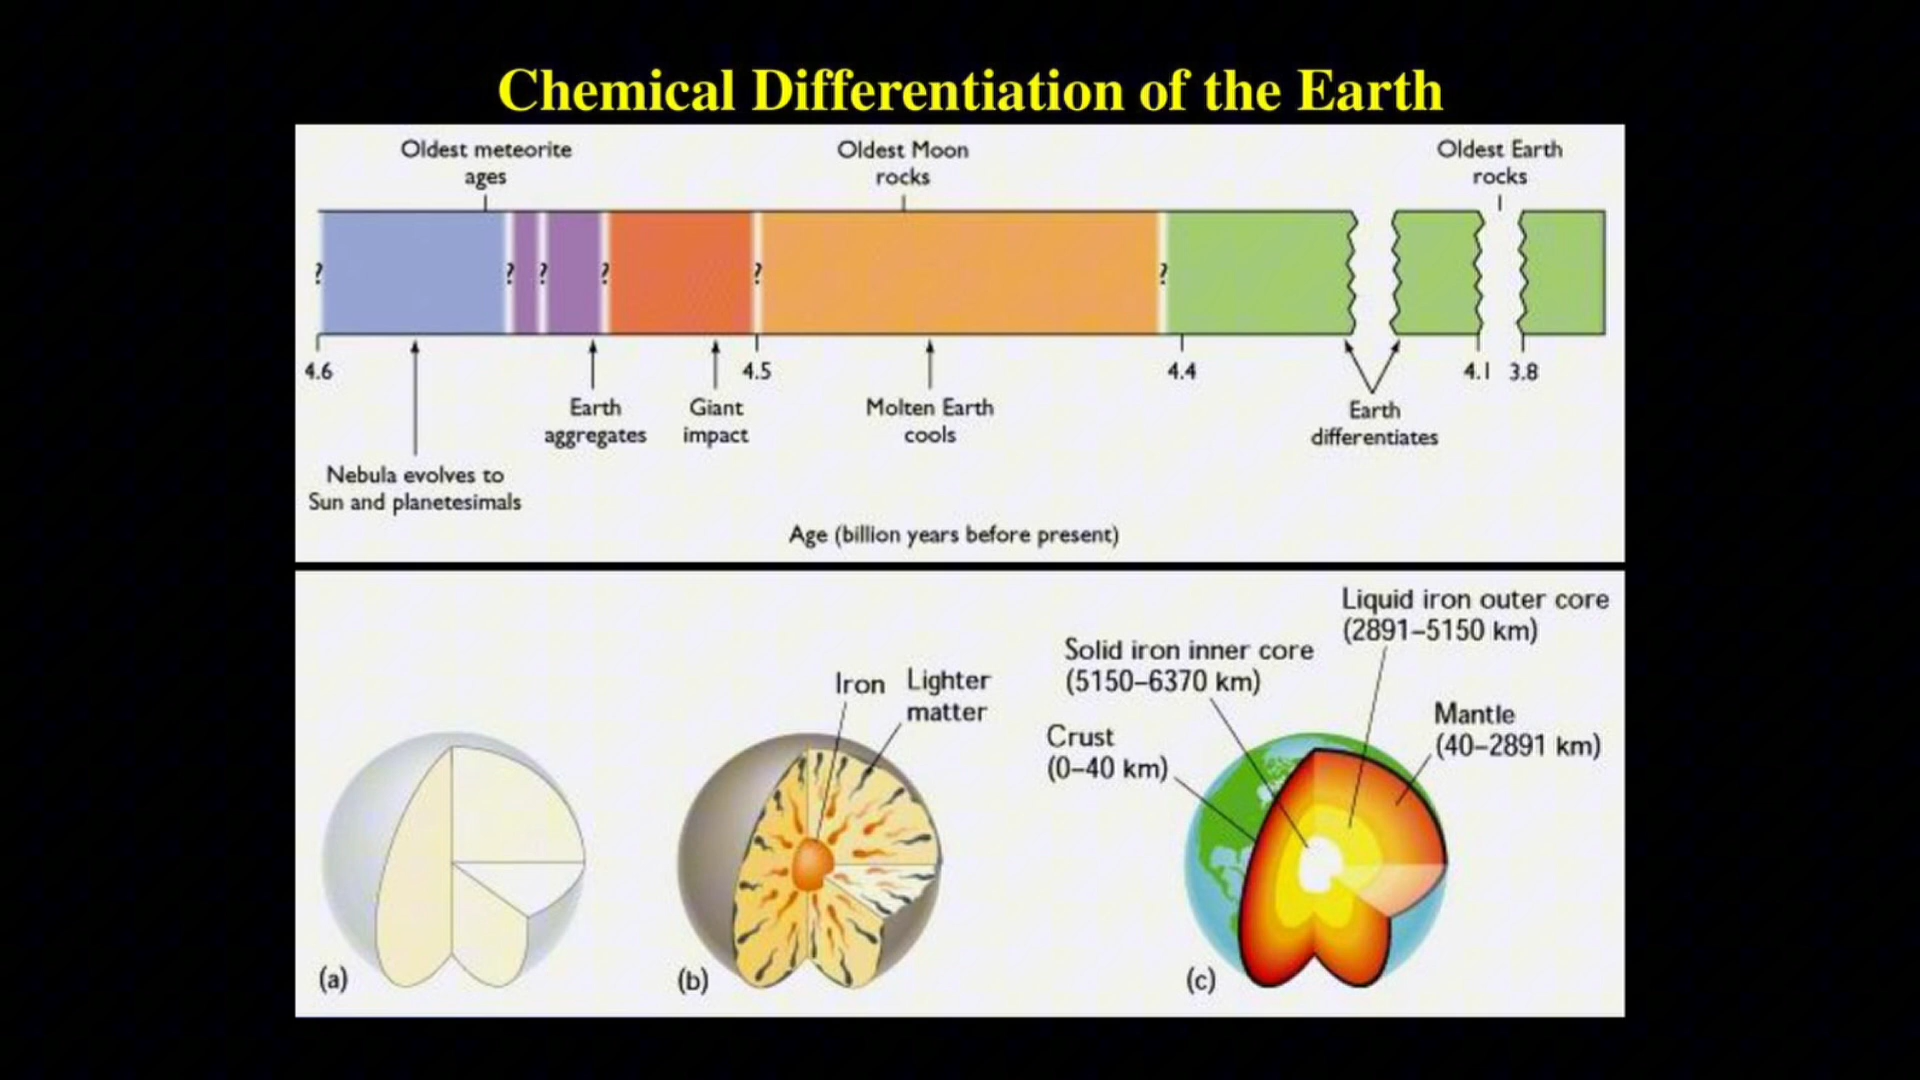 Chemical Differentiation of the Earth
Oldest meteorite
ages
Oldest Moon
rocks
Oldest Earth
rocks
? ? ? ? ? ?
4.6
4.5
4.4
4.1
3.8
Earth
aggregates
Giant
impact
Molten Earth
cools
Earth
differentiates
Nebula evolves to
Sun and planetesimals
Age (billion years before present)
(a)
Iron
Lighter
matter
(b)
Liquid iron outer core
(2891–5150 km)
Solid iron inner core
(5150–6370 km)
Mantle
(40–2891 km)
Crust
(0–40 km)
(c)